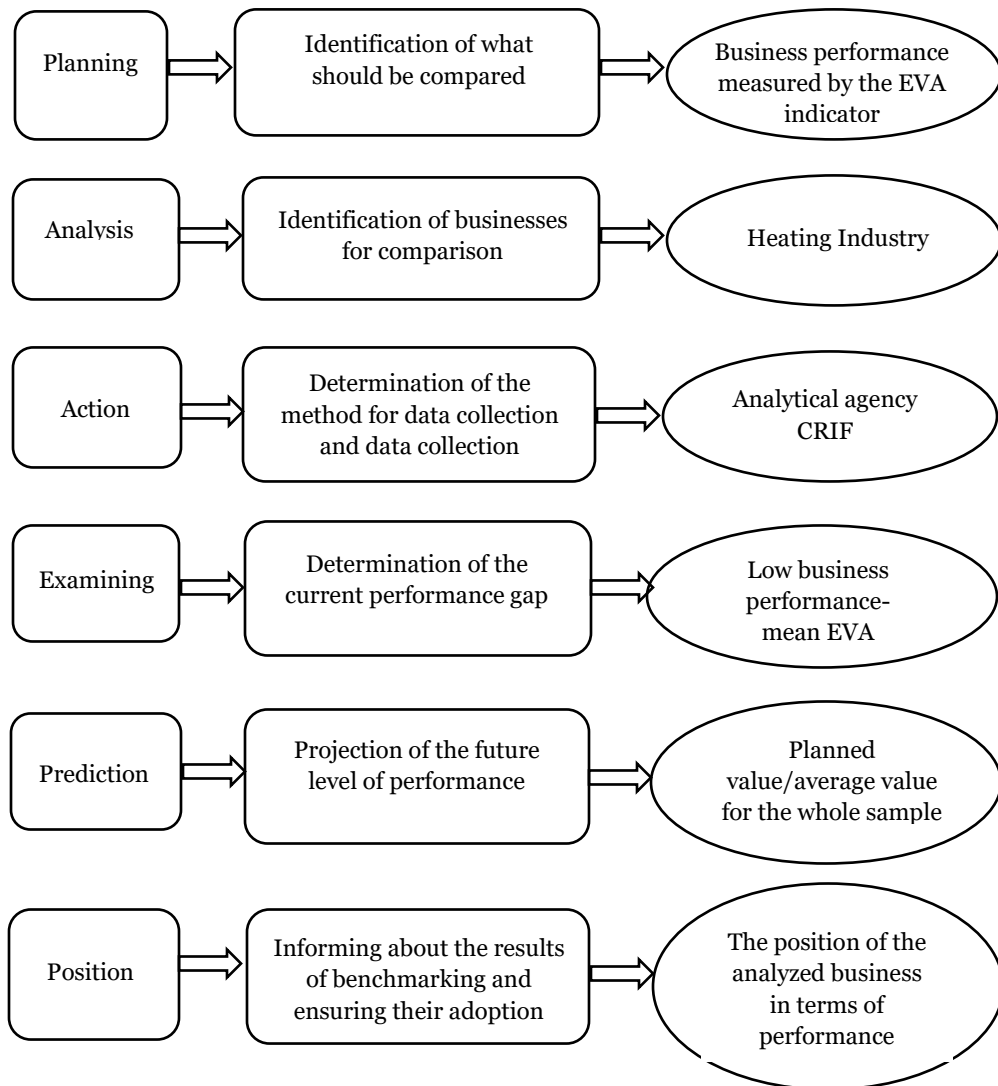 Planning
Identification of what
should be compared
Business performance
measured by the EVA
indicator
Analysis
Identification of businesses
for comparison
Heating Industry
Action
Determination of the
method for data collection
and data collection
Analytical agency
CRIF
Examining
Determination of the
current performance gap
Low business
performance-
mean EVA
Prediction
Projection of the future
level of performance
Planned
value/average value
for the whole sample
Position
Informing about the results
of benchmarking and
ensuring their adoption
The position of the
analyzed business
in terms of
performance